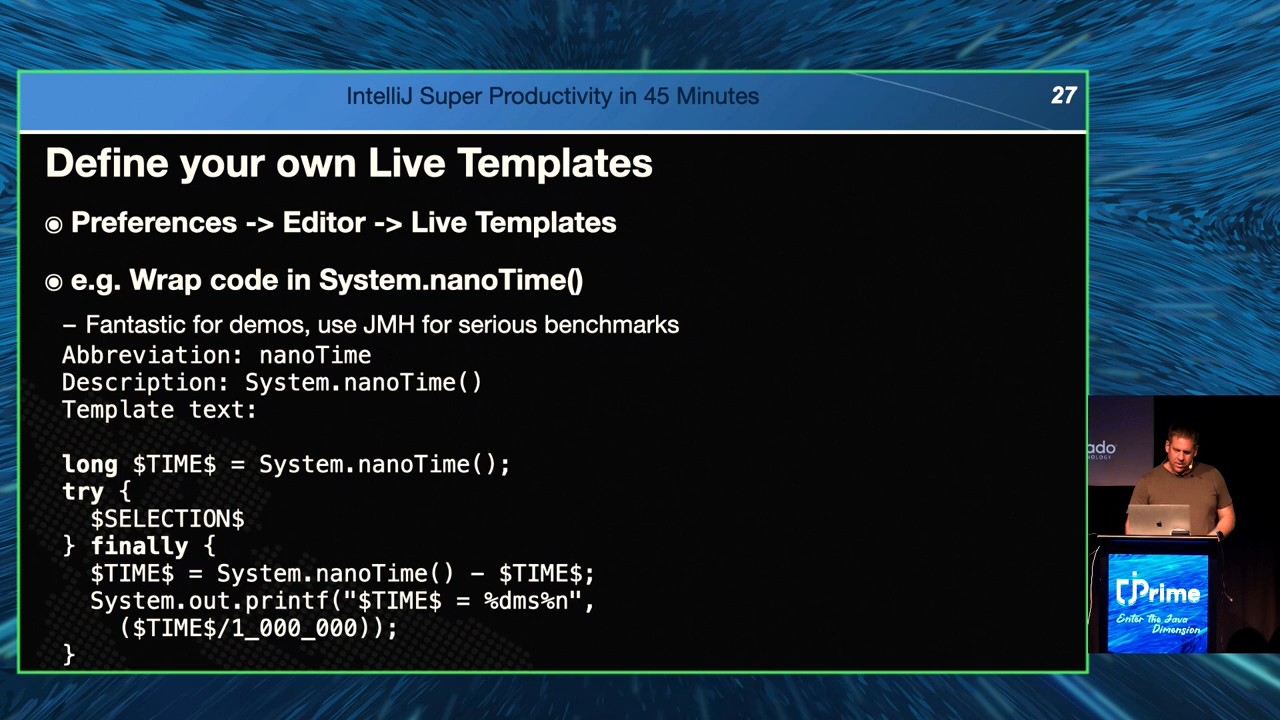 IntelliJ Super Productivity in 45 Minutes
27
Define your own Live Templates
◉ Preferences -> Editor -> Live Templates
◉ e.g. Wrap code in System.nanoTime()
– Fantastic for demos, use JMH for serious benchmarks
Abbreviation: nanoTime
Description: System.nanoTime()
Template text:
long $TIME$ = System.nanoTime();
try {
$SELECTION$
} finally {
$TIME$ = System.nanoTime() – $TIME$;
System.out.printf("$TIME$ = %dms%n",
($TIME$/1_000_000));
}
ado
NOLOGY
jPrime
Enter The Java
Dimension